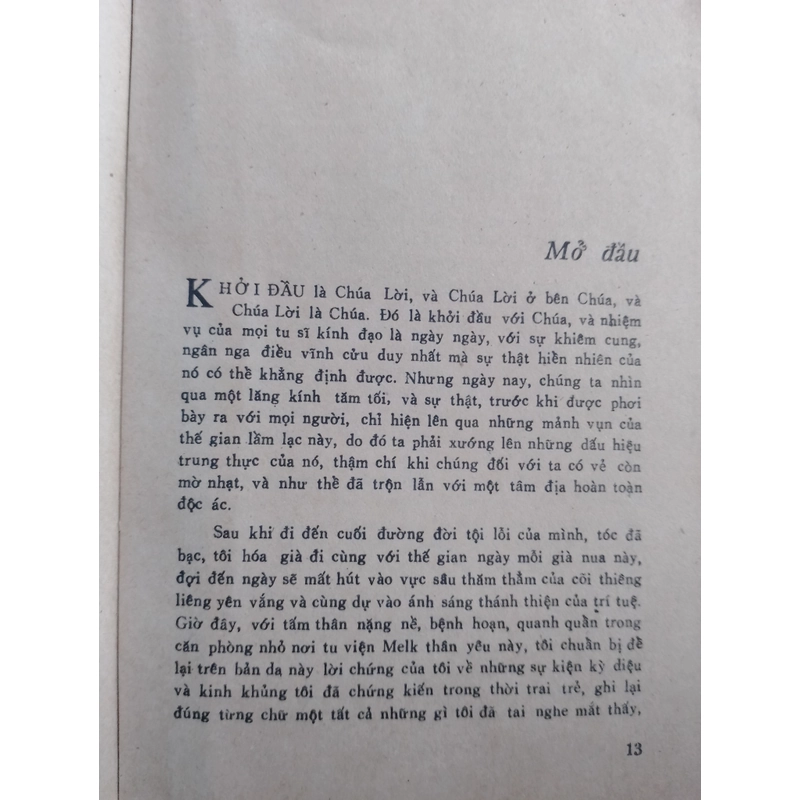 Mở đầu
KHỞI ĐẦU là Chúa Lời, và Chúa Lời ở bên Chúa, và
Chúa Lời là Chúa. Đó là khởi đầu với Chúa, và nhiệm
vụ của mọi tu sĩ kính đạo là ngày ngày, với sự khiêm cung,
ngân nga điều vĩnh cửu duy nhất mà sự thật hiển nhiên của
nó có thể khẳng định được. Nhưng ngày nay, chúng ta nhìn
qua một lăng kính tăm tối, và sự thật, trước khi được phơi
bày ra với mọi người, chỉ hiện lên qua những mảnh vụn của
thế gian lầm lạc này, do đó ta phải xướng lên những dấu hiệu
trung thực của nó, thậm chí khi chúng đối với ta có vẻ còn
mờ nhạt, và như thể đã trộn lẫn với một tâm địa hoàn toàn
độc ác.
Sau khi đi đến cuối đường đời tội lỗi của mình, tóc đã
bạc, tôi hóa già đi cùng với thế gian ngày mỗi già nua này,
đợi đến ngày sẽ mất hút vào vực sâu thăm thẳm của cõi thiêng
liêng yên vắng và cùng dự vào ánh sáng thánh thiện của trí tuệ.
Giờ đây, với tấm thân nặng nề, bệnh hoạn, quanh quẩn trong
căn phòng nhỏ nơi tu viện Melk thân yêu này, tôi chuẩn bị để
lại trên bản da này lời chứng của tôi về những sự kiện kỳ diệu
và kinh khủng tôi đã chứng kiến trong thời trai trẻ, ghi lại
đúng từng chữ một tất cả những gì tôi đã tai nghe mắt thấy,
13